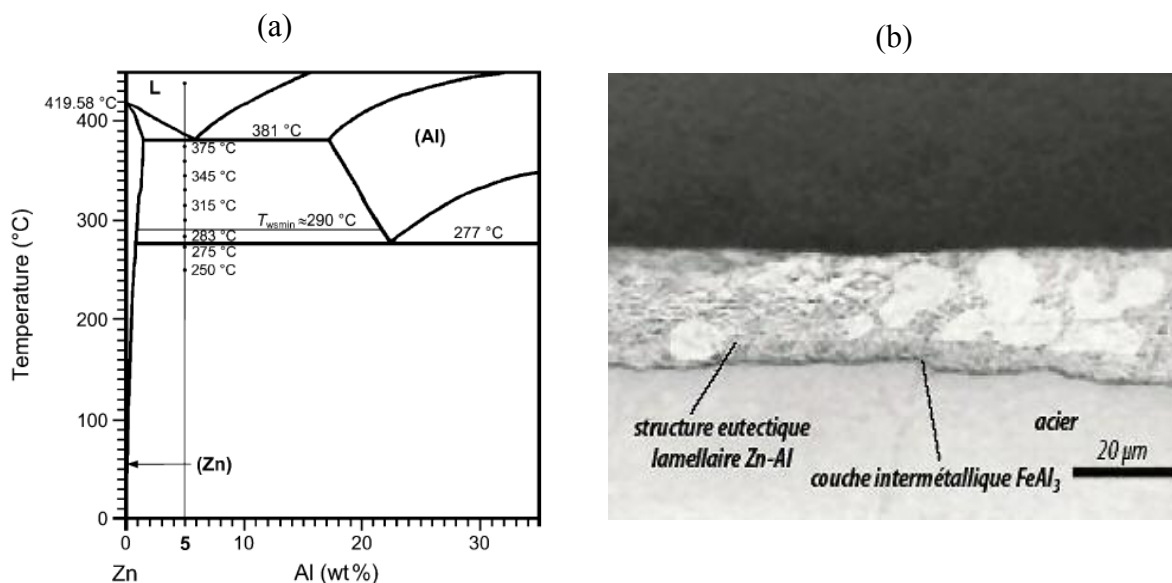 (a)
(b)
L
419.58 °C
400
381 °C
(Al)
375 °C
345 °C
315 °C
300
Twsmin ≈290 °C
283 °C
277 °C
275 °C
250 °C
200
100
(Zn)
0
Temperature (°C)
0 5 10 20 30
Zn
Al (wt%)
structure eutectique
lamellaire Zn-Al
couche intermétallique FeAl3
acier
20 µm